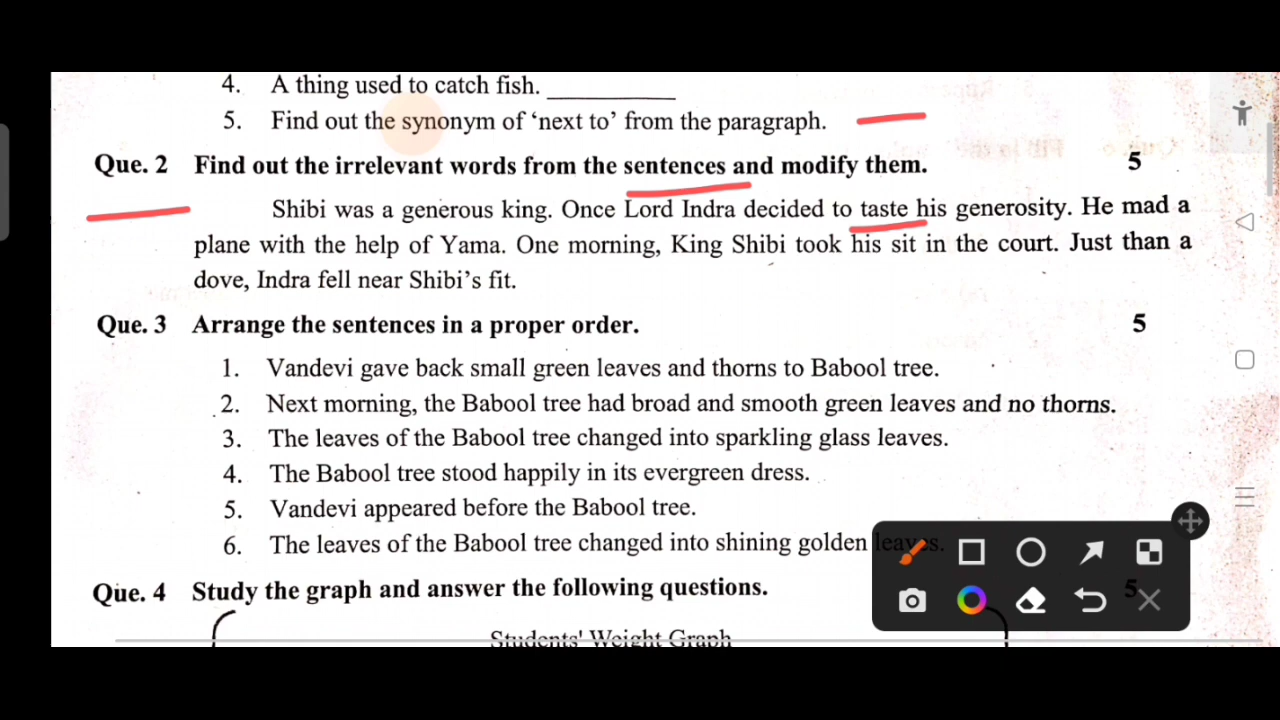 4. A thing used to catch fish. __________
5. Find out the synonym of ‘next to’ from the paragraph.
Que. 2 Find out the irrelevant words from the sentences and modify them. 5
Shibi was a generous king. Once Lord Indra decided to taste his generosity. He mad a
plane with the help of Yama. One morning, King Shibi took his sit in the court. Just than a
dove, Indra fell near Shibi’s fit.
Que. 3 Arrange the sentences in a proper order. 5
1. Vandevi gave back small green leaves and thorns to Babool tree.
2. Next morning, the Babool tree had broad and smooth green leaves and no thorns.
3. The leaves of the Babool tree changed into sparkling glass leaves.
4. The Babool tree stood happily in its evergreen dress.
5. Vandevi appeared before the Babool tree.
6. The leaves of the Babool tree changed into shining golden leaves.
Que. 4 Study the graph and answer the following questions. 5
Students' Weight Graph